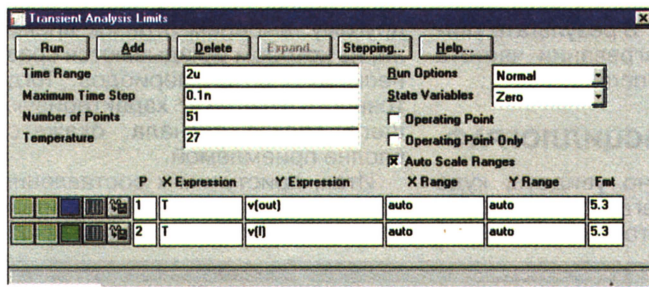 Transient Analysis Limits
Run Add Delete Expand... Stepping... Help...
Time Range 2u Run Options Normal
Maximum Time Step 0.1n State Variables Zero
Number of Points 51 Operating Point
Temperature 27 Operating Point Only
Auto Scale Ranges
P X Expression Y Expression X Range Y Range Fmt
1 T v(out) auto auto 5.3
2 T v(l) auto auto 5.3